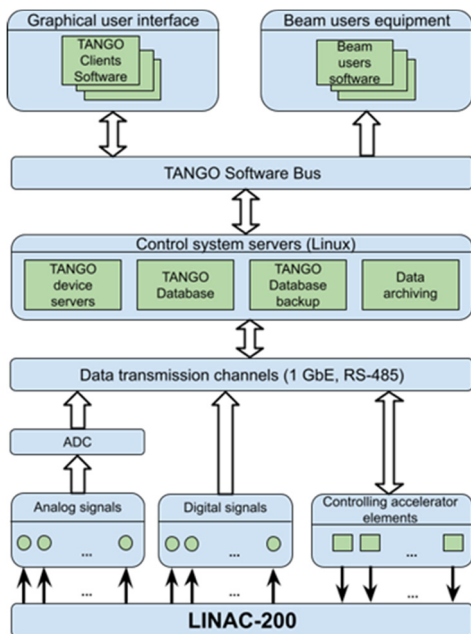 Graphical user interface
TANGO
Clients
Software
Beam users equipment
Beam
users
software
TANGO Software Bus
Control system servers (Linux)
TANGO
device
servers
TANGO
Database
TANGO
Database
backup
Data
archiving
Data transmission channels (1 GbE, RS-485)
ADC
Analog signals
...
Digital signals
...
Controlling accelerator
elements
...
...
...
...
LINAC-200